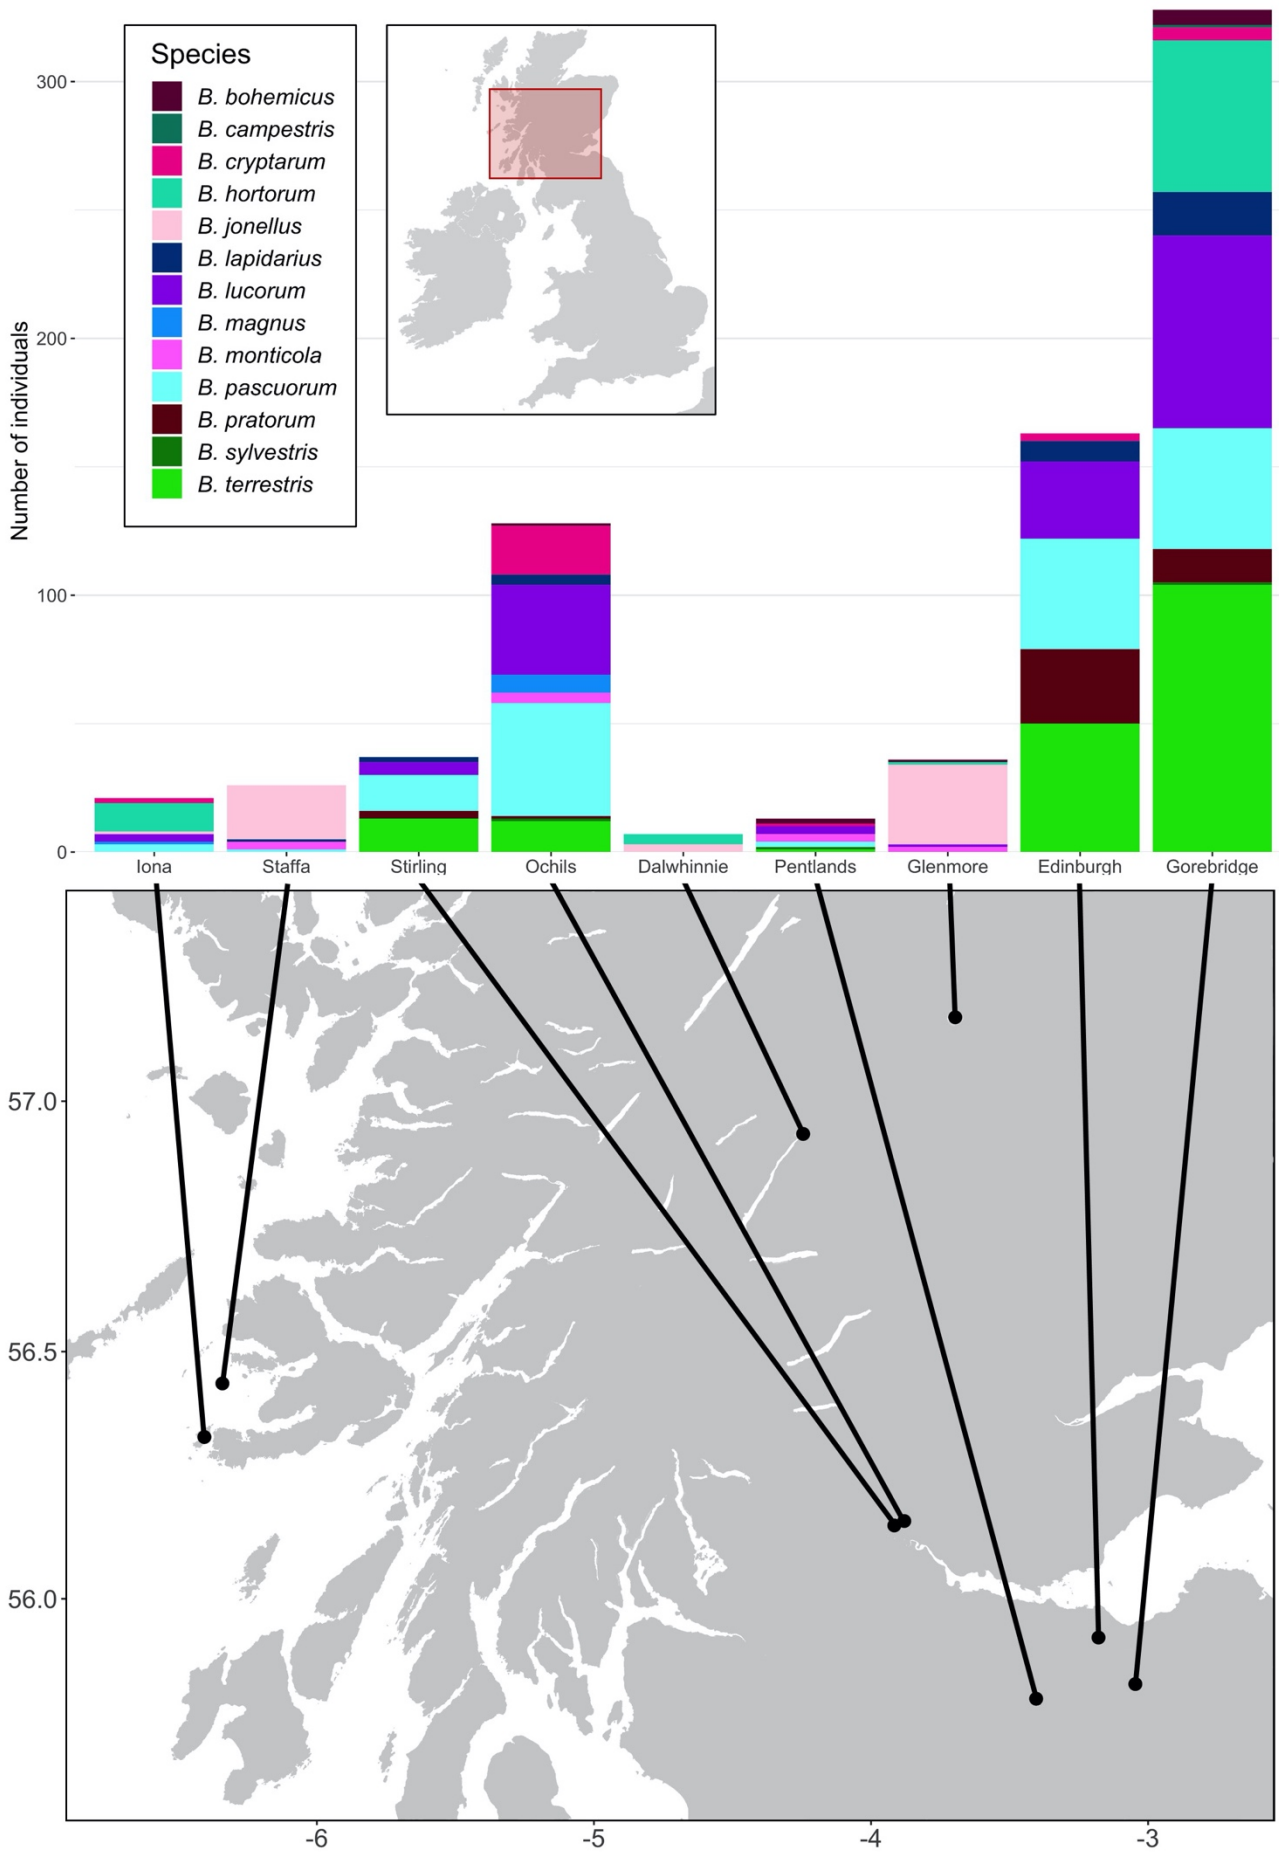 Species
B. bohemicus
B. campestris
B. cryptarum
B. hortorum
B. jonellus
B. lapidarius
B. lucorum
B. magnus
B. monticola
B. pascuorum
B. pratorum
B. sylvestris
B. terrestris
Number of individuals
300
200
100
0
Iona Staffa Stirling Ochils Dalwhinnie Pentlands Glenmore Edinburgh Gorebridge
57.0
56.5
56.0
-6 -5 -4 -3